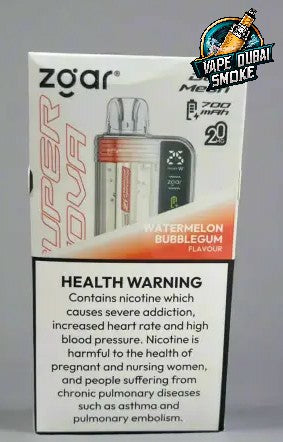 VAPE DUBAI
SMOKE
zgar®
Mesh
700
mAh
20
SUPER
NOVA
zgar
WATERMELON
BUBBLEGUM
FLAVOUR
HEALTH WARNING
Contains nicotine which
causes severe addiction,
increased heart rate and high
blood pressure. Nicotine is
harmful to the health of
pregnant and nursing women,
and people suffering from
chronic pulmonary diseases
such as asthma and
pulmonary embolism.